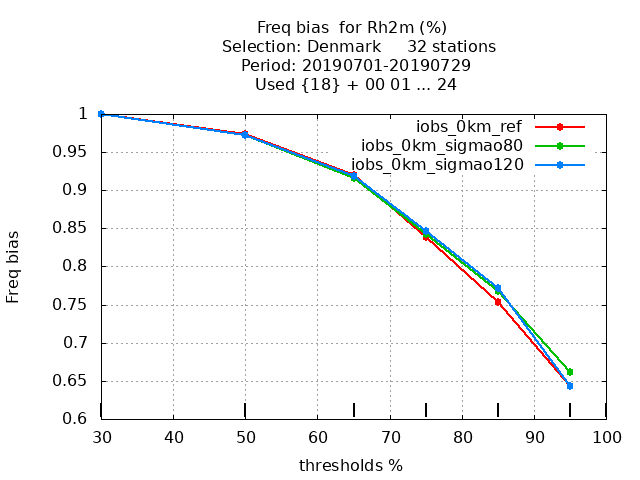 Freq bias  for Rh2m (%)
Selection: Denmark     32 stations
Period: 20190701-20190729
Used {18} + 00 01 ... 24
iobs_0km_ref
iobs_0km_sigmao80
iobs_0km_sigmao120
1
0.95
0.9
0.85
0.8
0.75
0.7
0.65
0.6
Freq bias
30 40 50 60 70 80 90 100
thresholds %